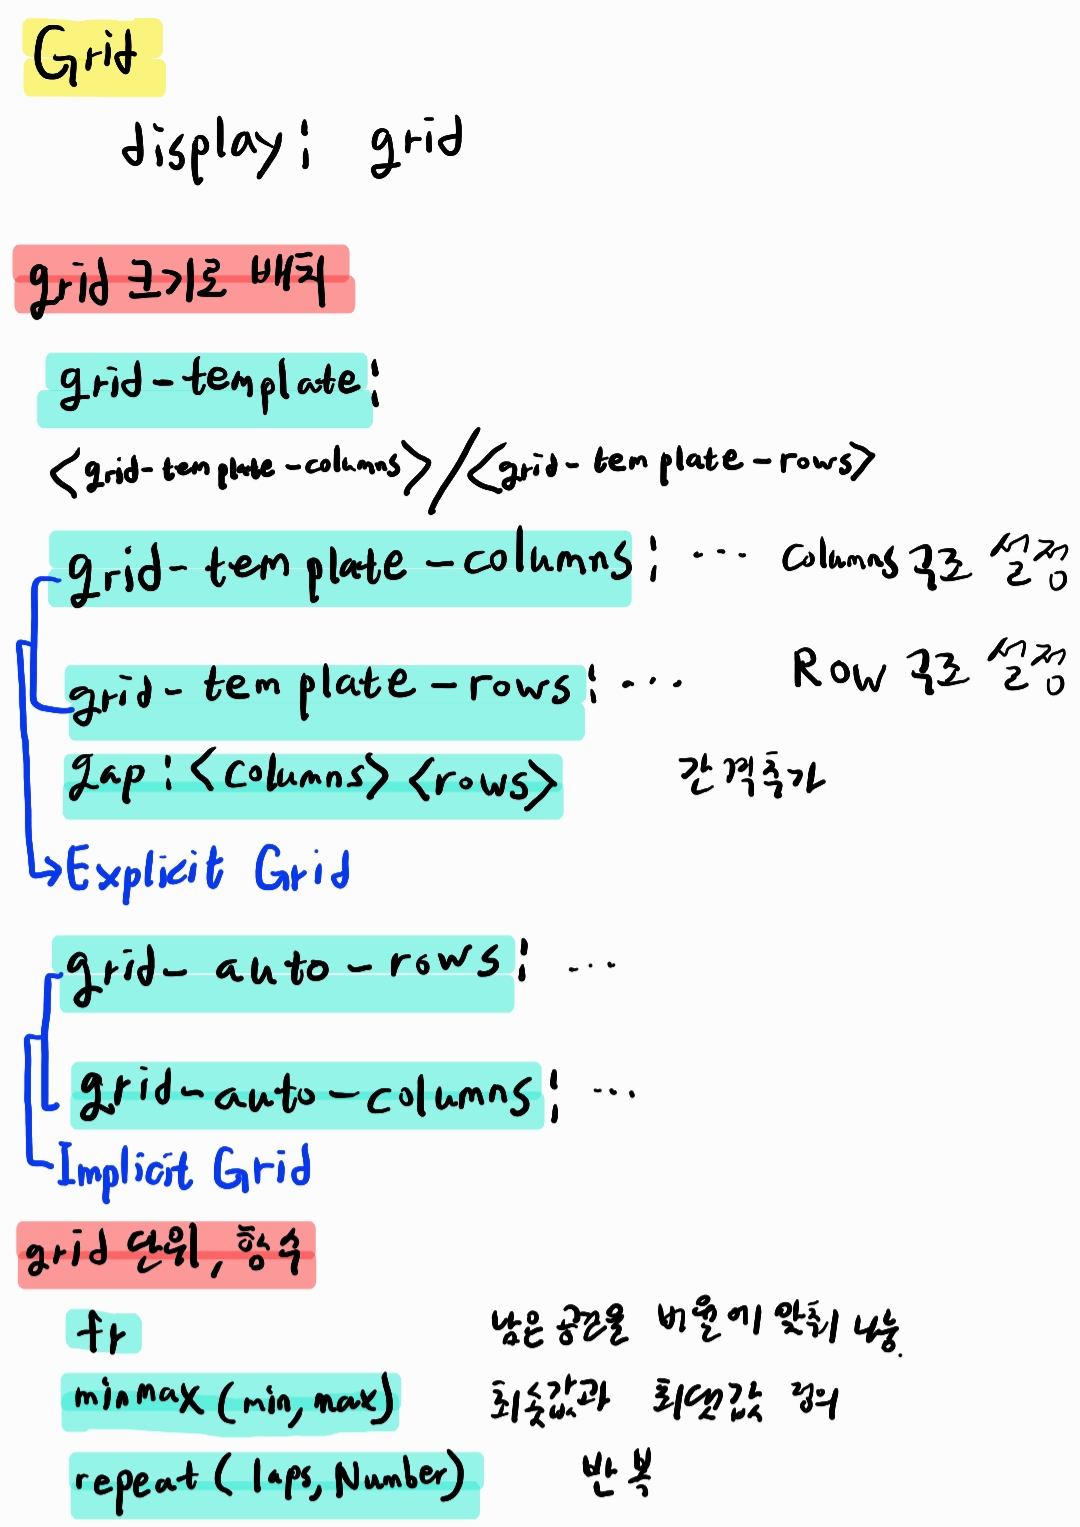 Grid
display: grid
grid 크기로 배치
grid-template:
<grid-template-columns>/<grid-template-rows>
grid-template-columns: ... Columns 구조 설정
grid-template-rows: ... Row 구조 설정
gap: <columns> <rows> 간격추가
Explicit Grid
grid-auto-rows: ...
grid-auto-columns: ...
Implicit Grid
grid 단위, 함수
fr 남은 공간을 비율에 맞춰 나눔.
minmax (min, max) 최솟값과 최댓값 정의
repeat ( laps, Number) 반복